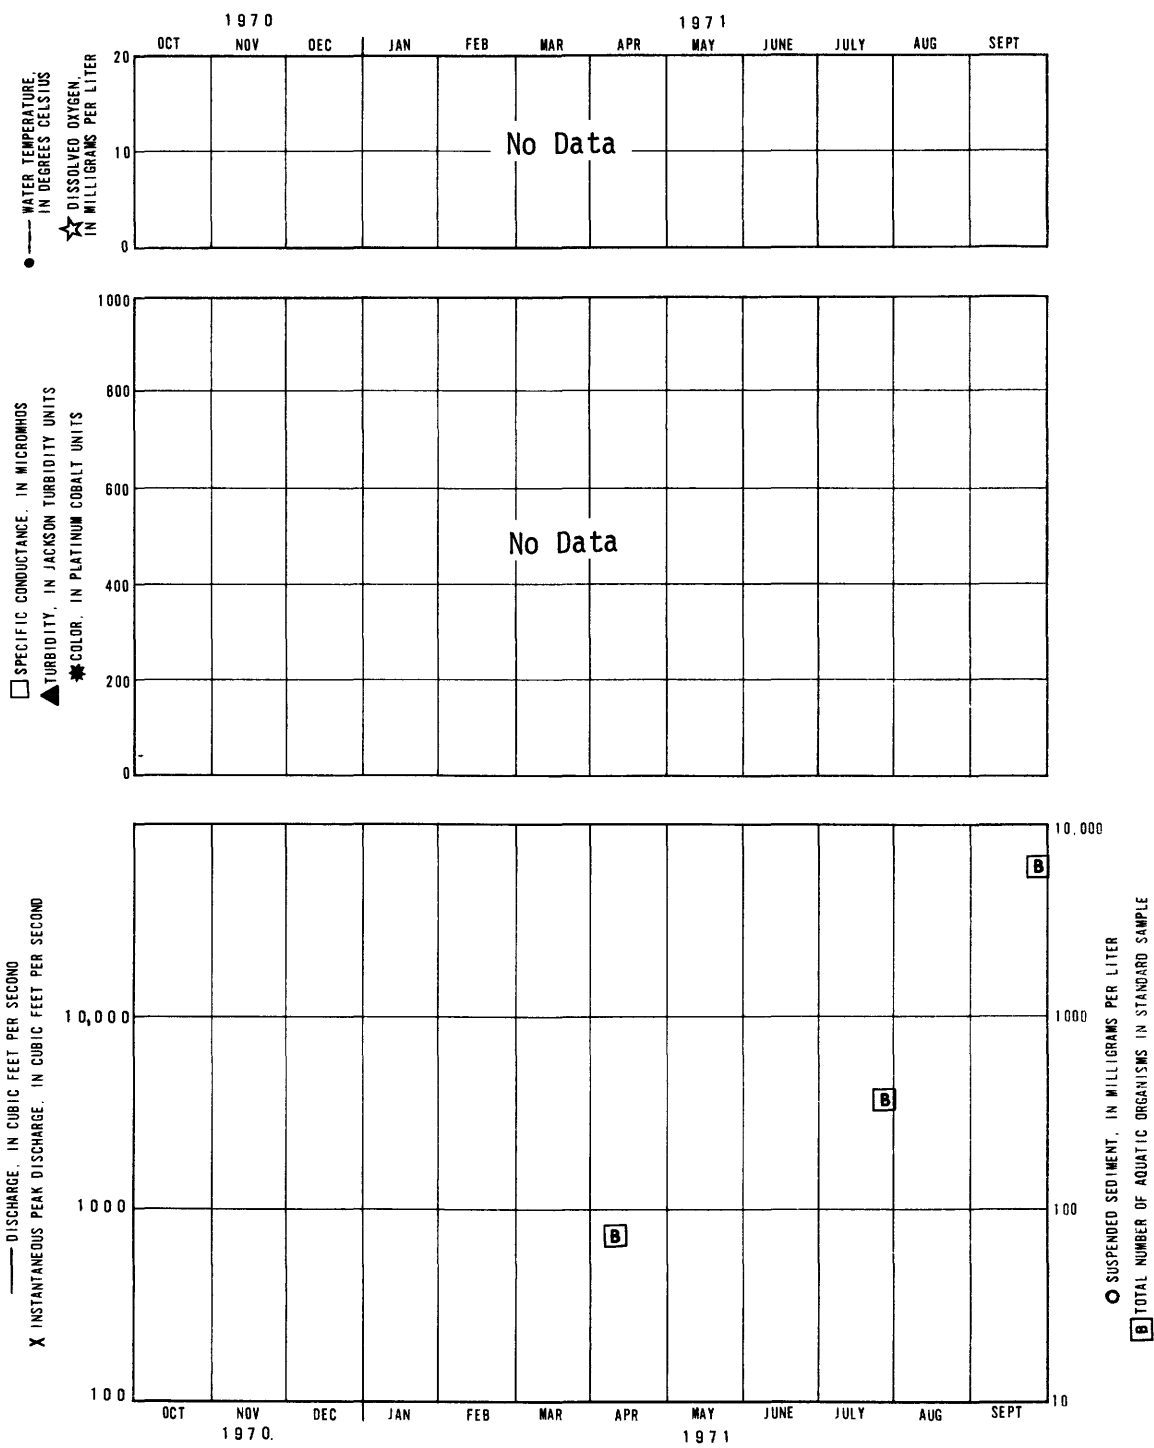 1970 1971
OCT NOV DEC JAN FEB MAR APR MAY JUNE JULY AUG SEPT
WATER TEMPERATURE, IN DEGREES CELSIUS
DISSOLVED OXYGEN, IN MILLIGRAMS PER LITER
20
10
0
No Data
SPECIFIC CONDUCTANCE, IN MICROMHOS
TURBIDITY, IN JACKSON TURBIDITY UNITS
COLOR, IN PLATINUM COBALT UNITS
1000
800
600
400
200
0
No Data
DISCHARGE, IN CUBIC FEET PER SECOND
X INSTANTANEOUS PEAK DISCHARGE, IN CUBIC FEET PER SECOND
10,000
1000
100
B
B
B
10,000
1000
100
10
SUSPENDED SEDIMENT, IN MILLIGRAMS PER LITER
B TOTAL NUMBER OF AQUATIC ORGANISMS IN STANDARD SAMPLE
OCT NOV DEC JAN FEB MAR APR MAY JUNE JULY AUG SEPT
1970. 1971